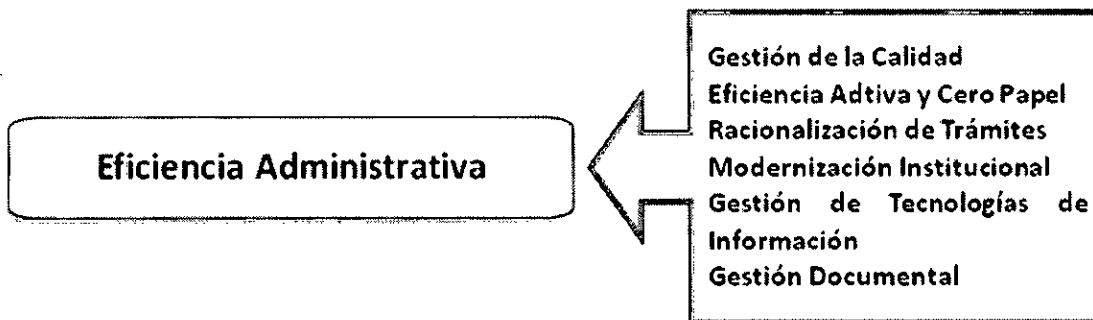 Eficiencia Administrativa
Gestión de la Calidad
Eficiencia Adtiva y Cero Papel
Racionalización de Trámites
Modernización Institucional
Gestión de Tecnologías de
Información
Gestión Documental